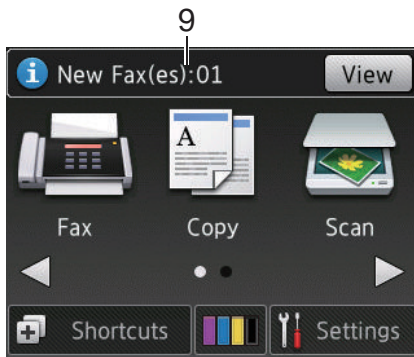 9
New Fax(es):01 View
A
Fax Copy Scan
Shortcuts Settings